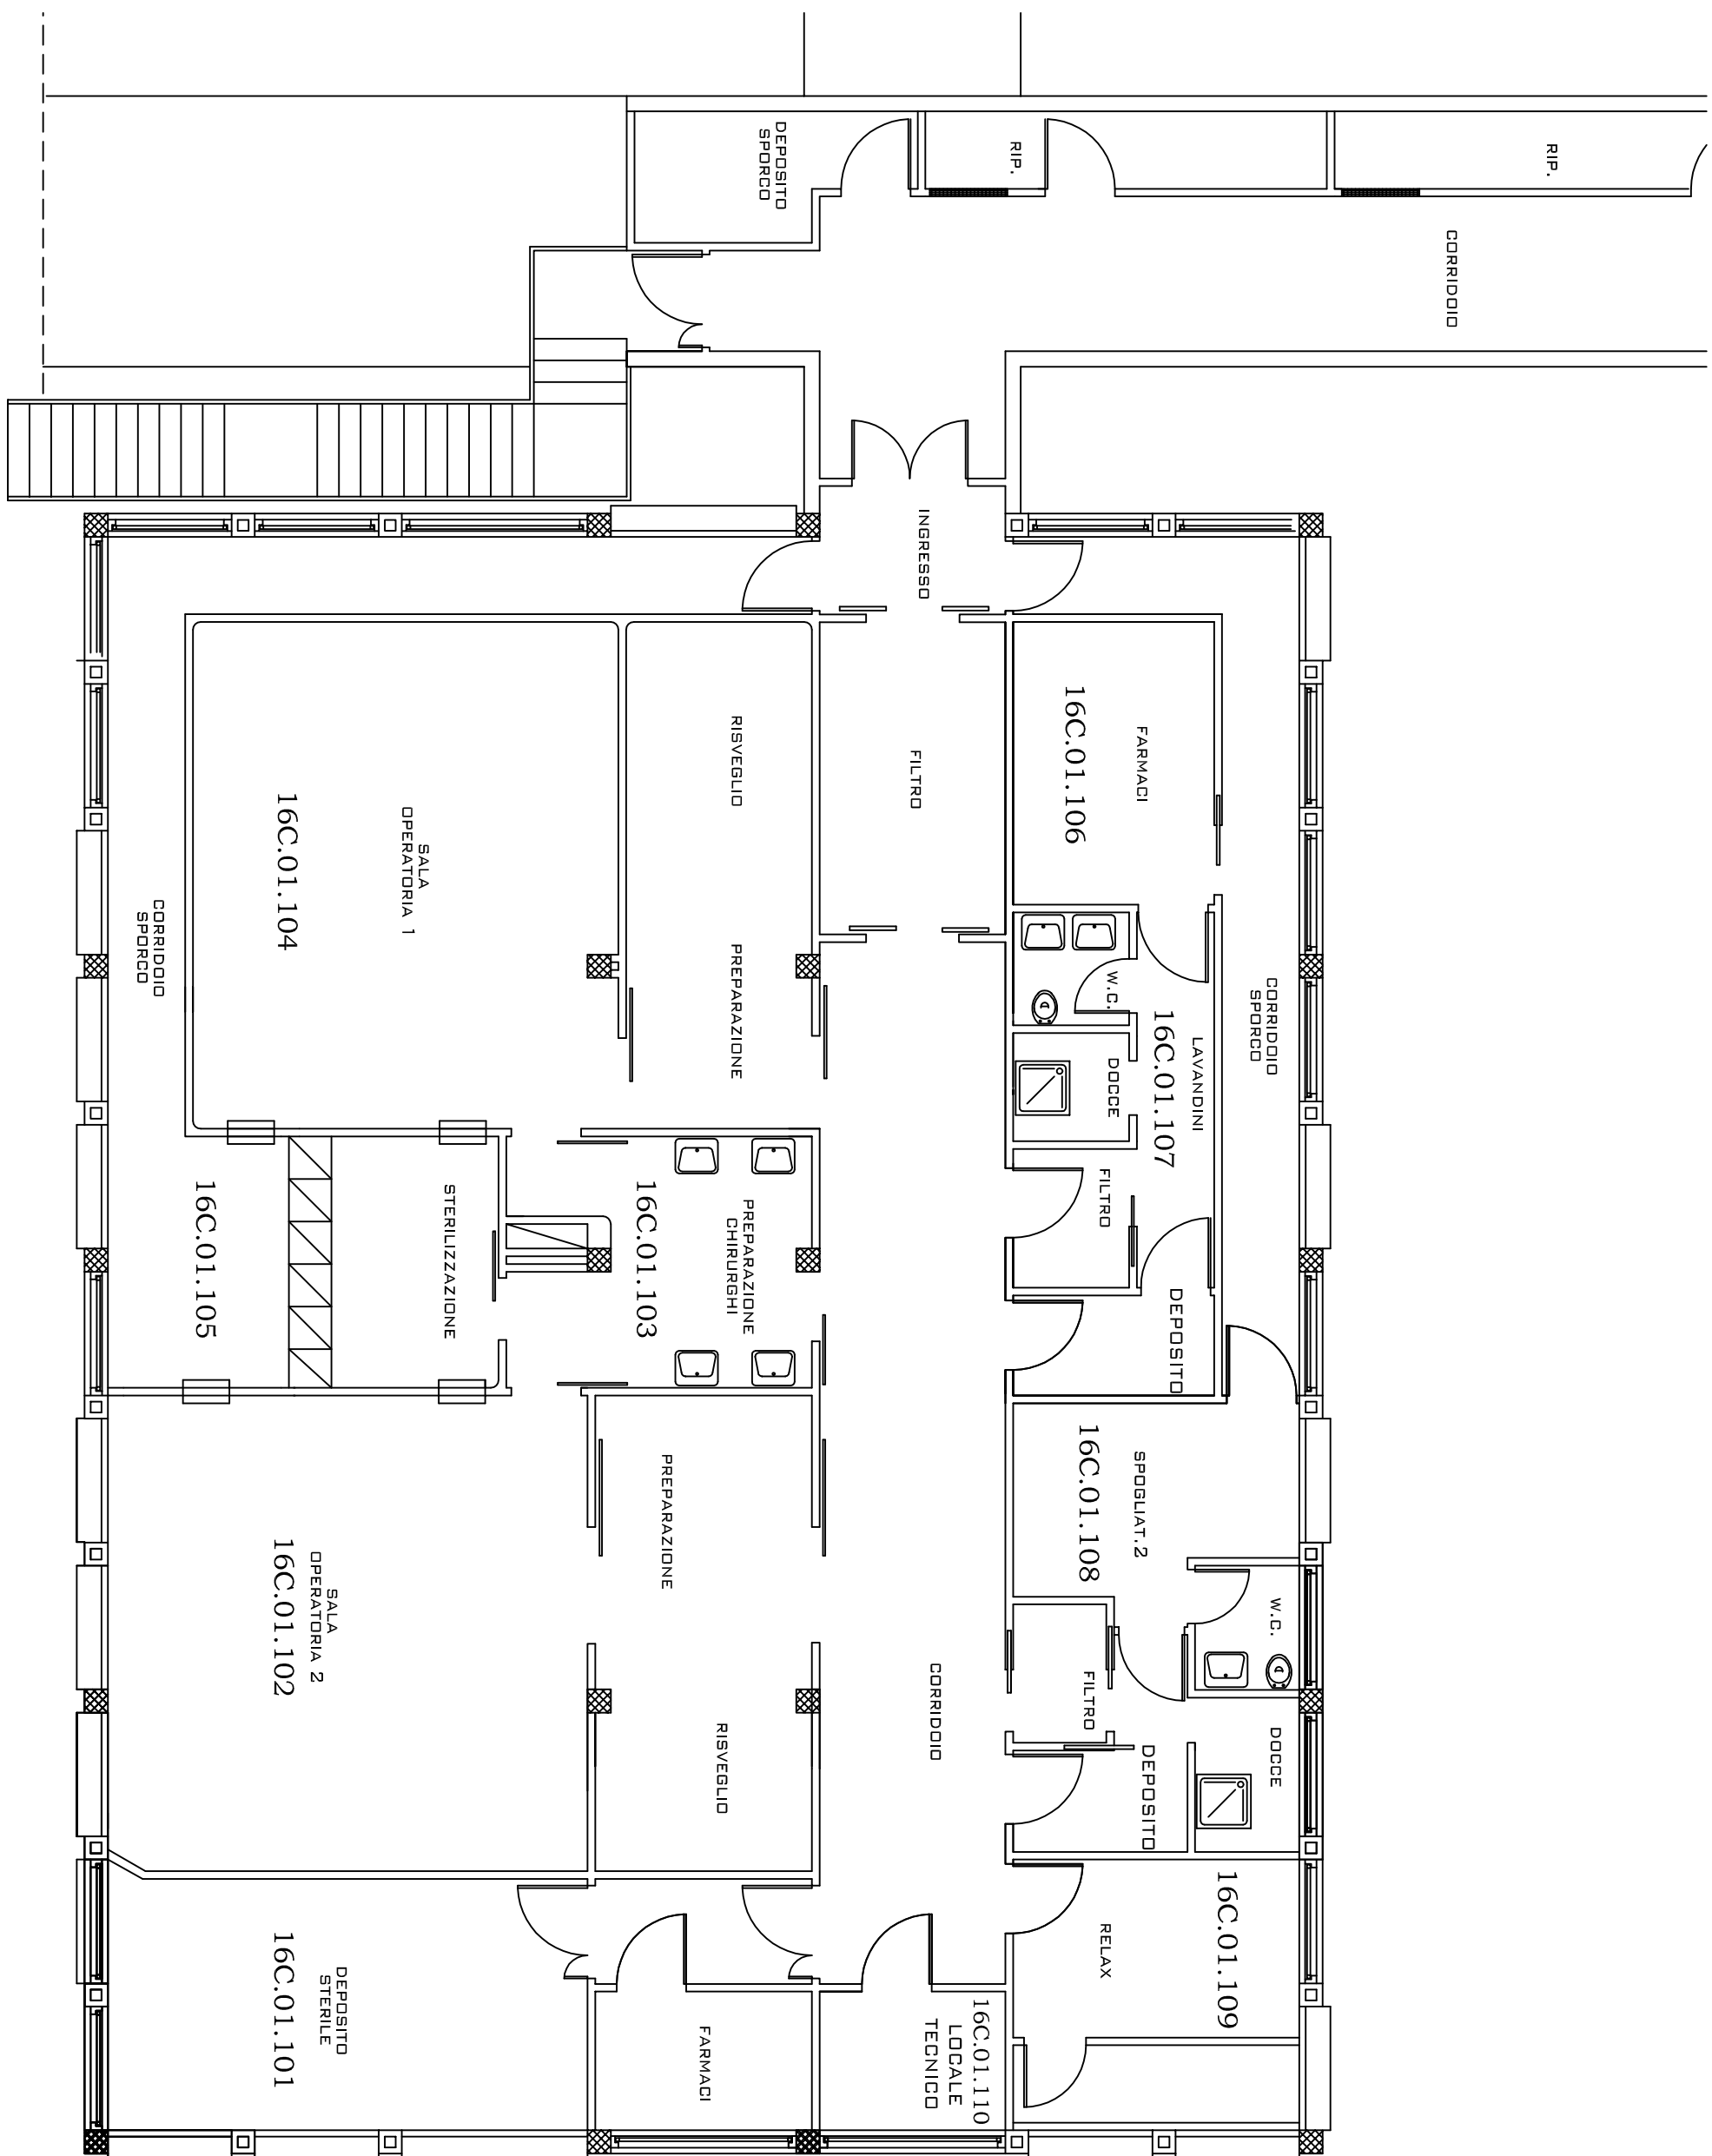 RIP.
CORRIDOIO
RIP.
DEPOSITO
SPORCO
INGRESSO
CORRIDOIO
SPORCO
FARMACI
16C.01.106
FILTRO
RISVEGLIO
PREPARAZIONE
SALA
OPERATORIA 1
16C.01.104
CORRIDOIO
SPORCO
LAVANDINI
16C.01.107
W.C.
DOCCE
FILTRO
DEPOSITO
PREPARAZIONE
CHIRURGHI
16C.01.103
STERILIZZAZIONE
16C.01.105
SPOGLIAT.2
16C.01.108
W.C.
DOCCE
FILTRO
DEPOSITO
CORRIDOIO
PREPARAZIONE
RISVEGLIO
SALA
OPERATORIA 2
16C.01.102
16C.01.109
RELAX
16C.01.110
LOCALE
TECNICO
FARMACI
DEPOSITO
STERILE
16C.01.101